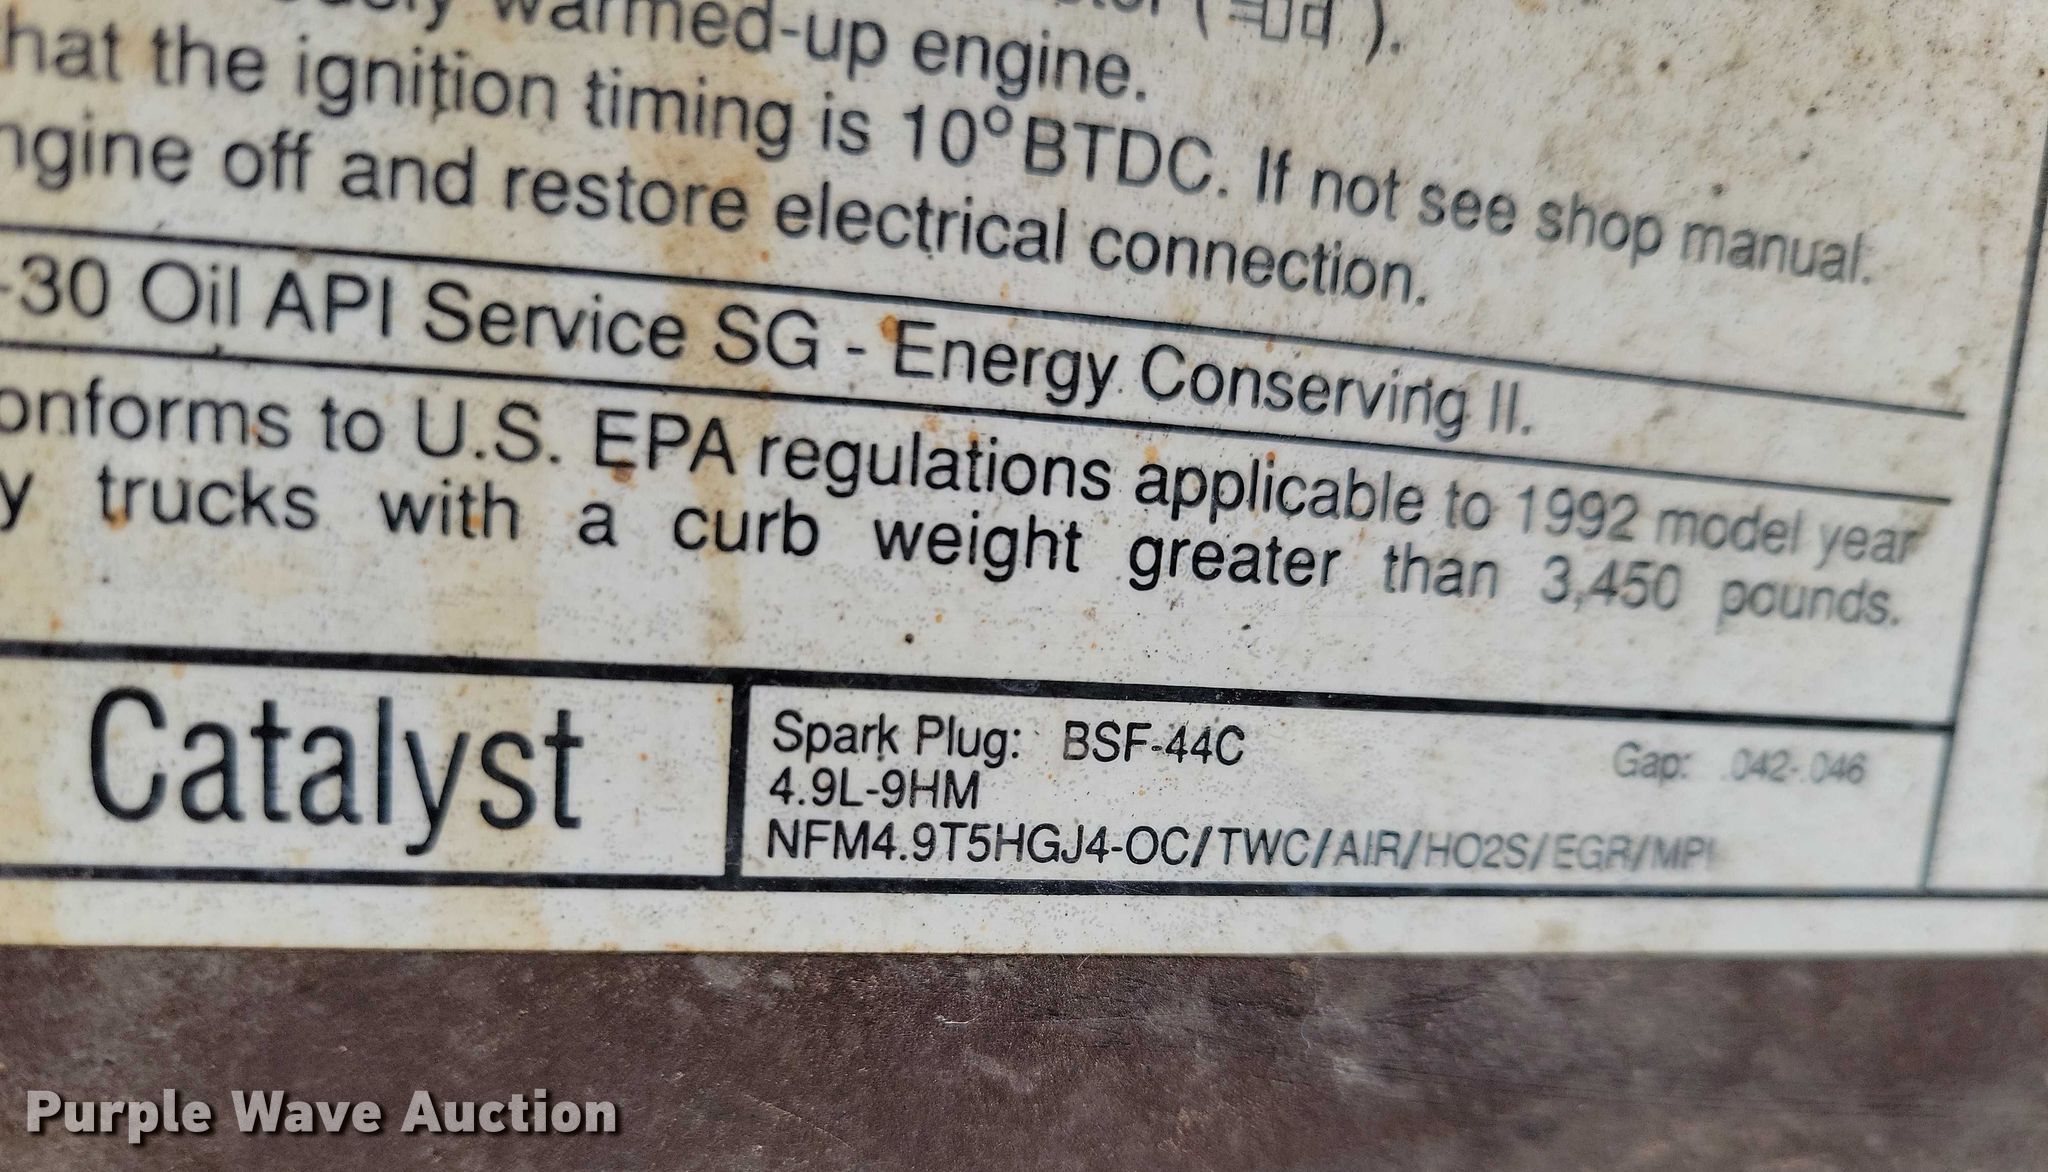 warmed-up engine.
hat the ignition timing is 10° BTDC. If not see shop manual.
ngine off and restore electrical connection.
-30 Oil API Service SG - Energy Conserving II.
onforms to U.S. EPA regulations applicable to 1992 model year
y trucks with a curb weight greater than 3,450 pounds.
Catalyst
Spark Plug: BSF-44C Gap: .042-.046
4.9L-9HM
NFM4.9T5HGJ4-OC/TWC/AIR/HO2S/EGR/MPI
Purple Wave Auction